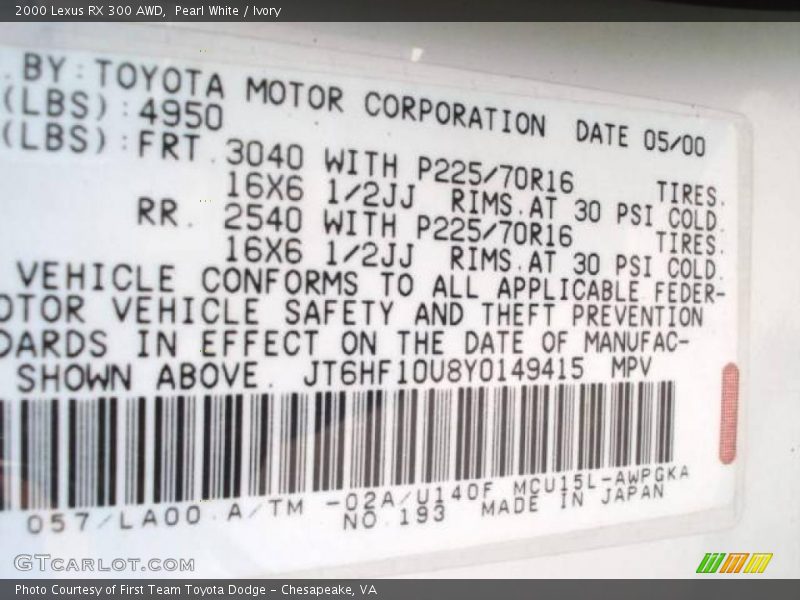 2000 Lexus RX 300 AWD, Pearl White / Ivory
. BY: TOYOTA MOTOR CORPORATION DATE 05/00
(LBS): 4950
(LBS): FRT. 3040 WITH P225/70R16 TIRES.
16X6 1/2JJ RIMS.AT 30 PSI COLD.
RR. 2540 WITH P225/70R16 TIRES.
16X6 1/2JJ RIMS.AT 30 PSI COLD.
VEHICLE CONFORMS TO ALL APPLICABLE FEDER-
OTOR VEHICLE SAFETY AND THEFT PREVENTION
DARDS IN EFFECT ON THE DATE OF MANUFAC-
SHOWN ABOVE. JT6HF10U8Y0149415 MPV
057/LA00.A/TM -02A/U140F MCU15L-AWPGKA
NO.193 MADE IN JAPAN
GTCARLOT.COM
Photo Courtesy of First Team Toyota Dodge - Chesapeake, VA